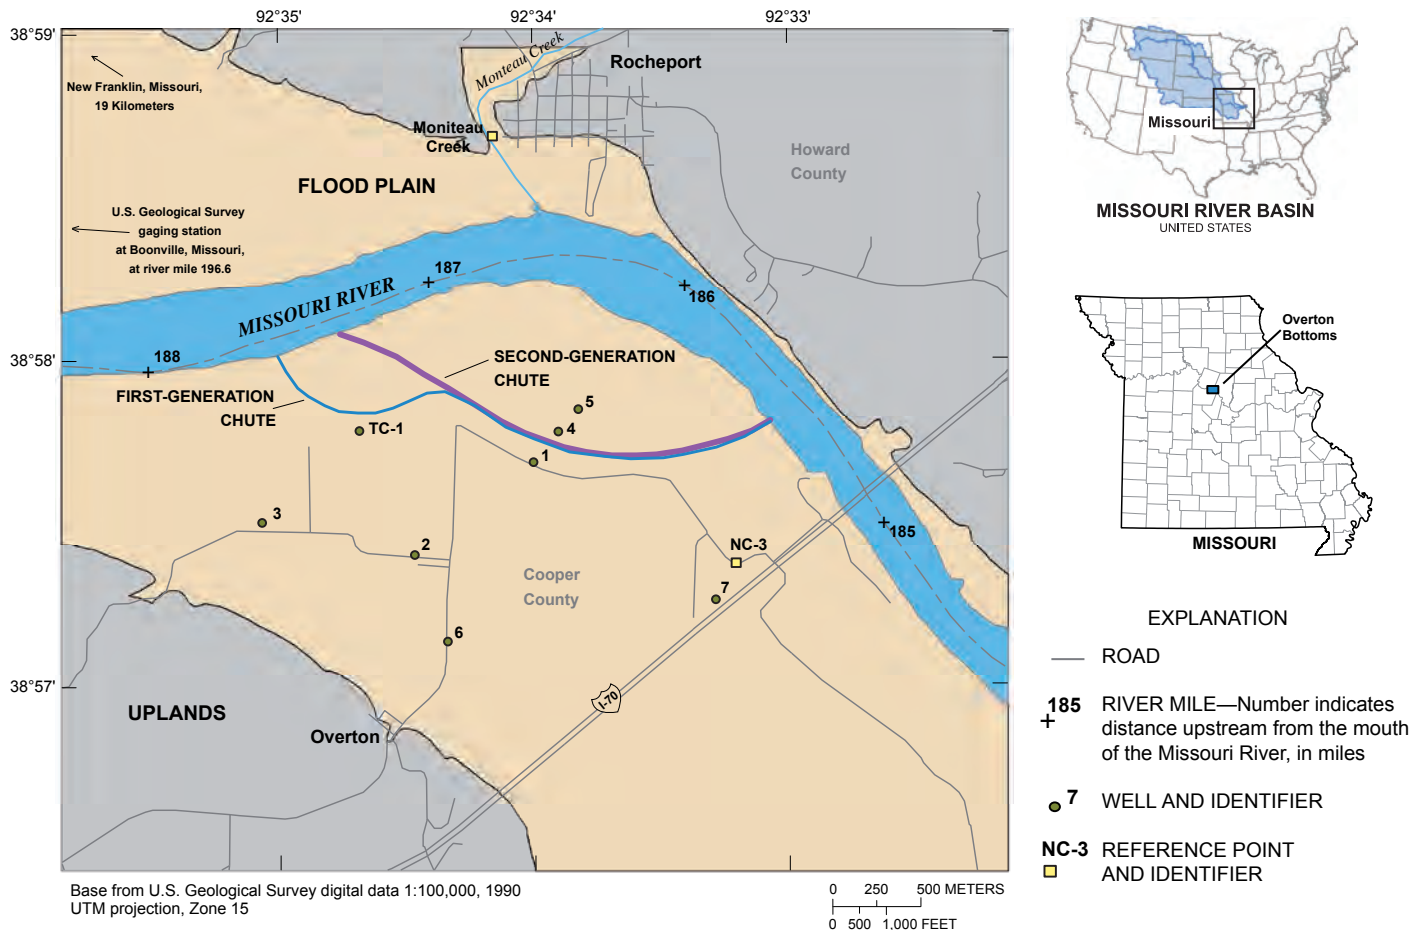 92°35'
92°34'
92°33'
38°59'
38°58'
38°57'
New Franklin, Missouri,
19 Kilometers
Monteau Creek
Rocheport
Moniteau
Creek
Howard
County
FLOOD PLAIN
U.S. Geological Survey
gaging station
at Boonville, Missouri,
at river mile 196.6
MISSOURI RIVER
187
186
188
185
SECOND-GENERATION
CHUTE
FIRST-GENERATION
CHUTE
TC-1
5
4
1
3
2
NC-3
7
6
Cooper
County
I-70
UPLANDS
Overton
Base from U.S. Geological Survey digital data 1:100,000, 1990
UTM projection, Zone 15
0 250 500 METERS
0 500 1,000 FEET
Missouri
MISSOURI RIVER BASIN
UNITED STATES
Overton
Bottoms
MISSOURI
EXPLANATION
ROAD
185 RIVER MILE—Number indicates
distance upstream from the mouth
of the Missouri River, in miles
7 WELL AND IDENTIFIER
NC-3 REFERENCE POINT
AND IDENTIFIER